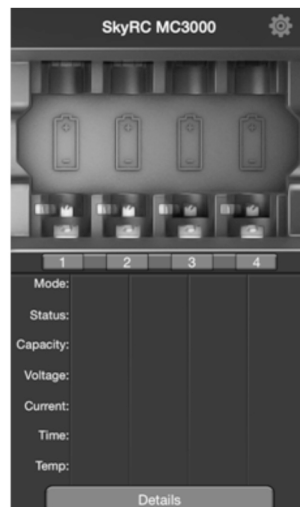 SkyRC MC3000
1 2 3 4
Mode:
Status:
Capacity:
Voltage:
Current:
Time:
Temp:
Details